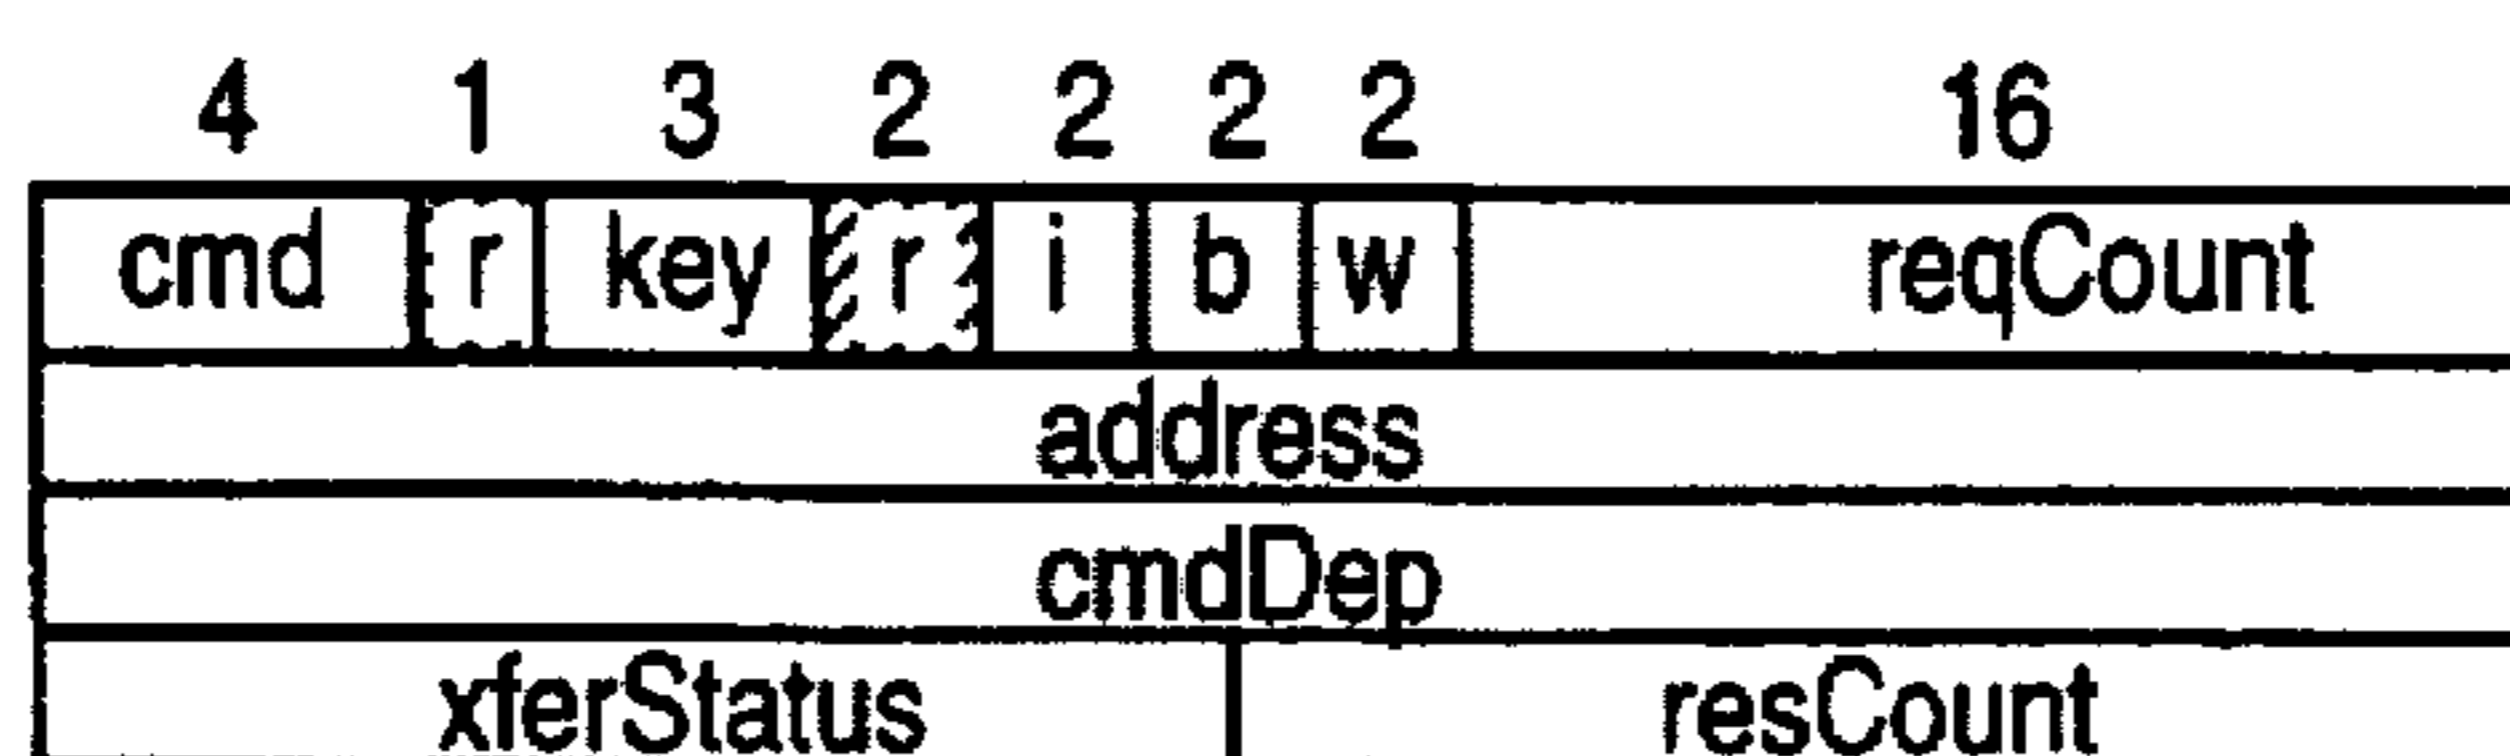 4 1 3 2 2 2 2 16
cmd r key r i b w reqCount
address
cmdDep
xferStatus resCount